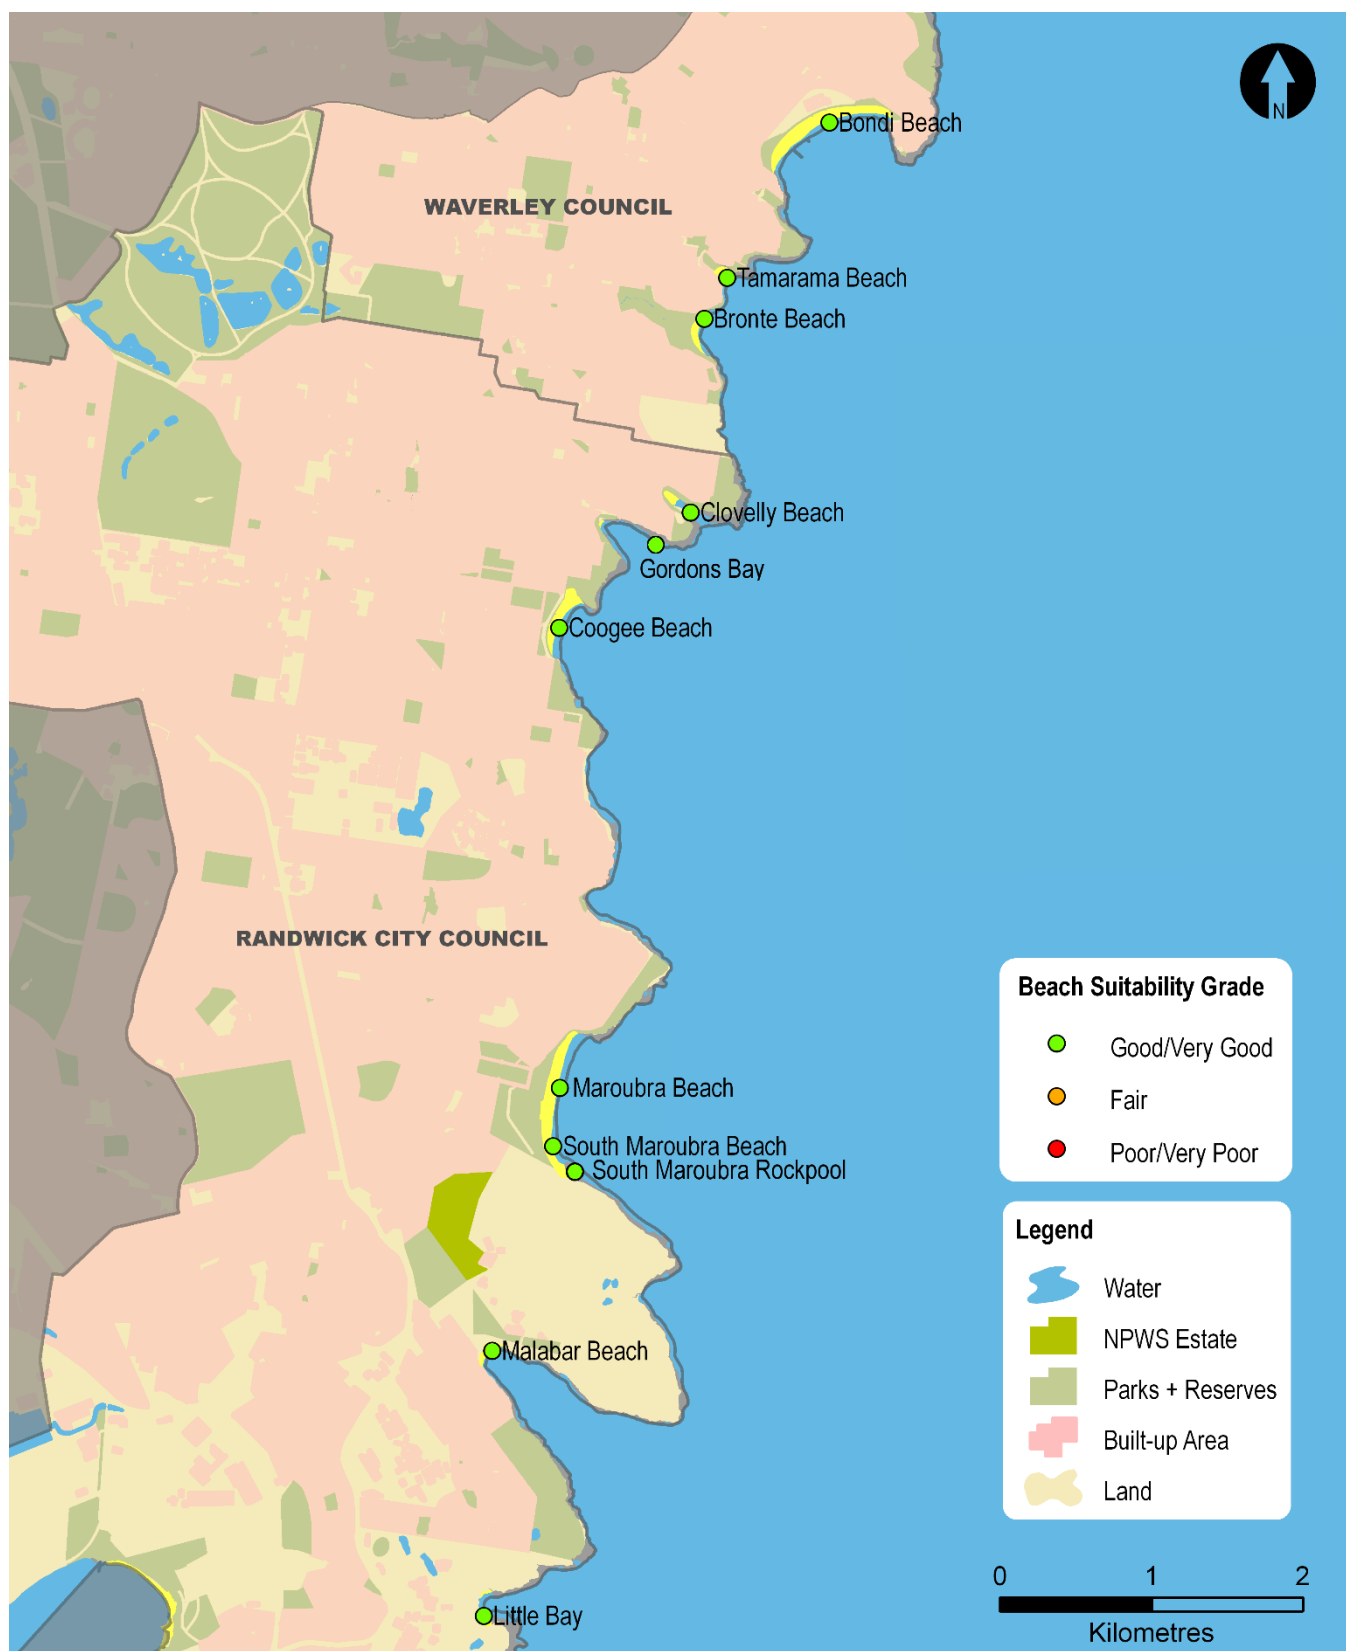 N
Bondi Beach
WAVERLEY COUNCIL
Tamarama Beach
Bronte Beach
Clovelly Beach
Gordons Bay
Coogee Beach
RANDWICK CITY COUNCIL
Maroubra Beach
South Maroubra Beach
South Maroubra Rockpool
Malabar Beach
Little Bay
Beach Suitability Grade
Good/Very Good
Fair
Poor/Very Poor
Legend
Water
NPWS Estate
Parks + Reserves
Built-up Area
Land
0 1 2
Kilometres